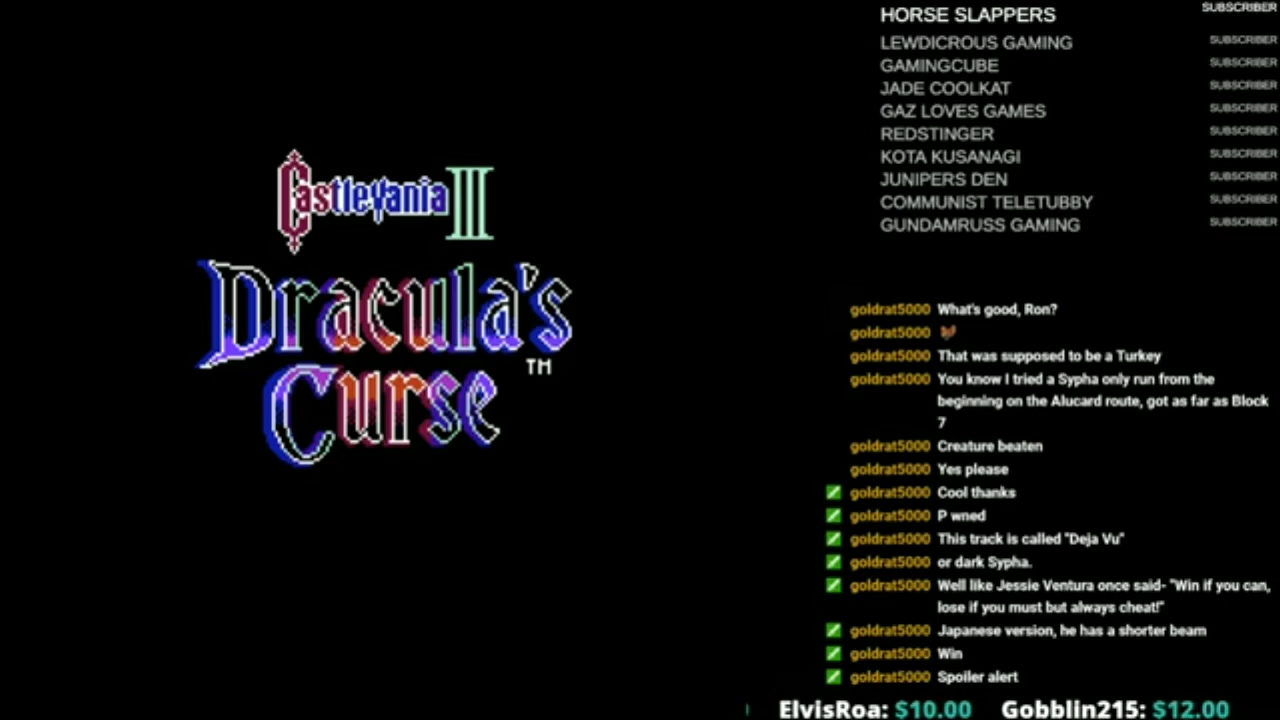 HORSE SLAPPERS SUBSCRIBER
LEWDICROUS GAMING SUBSCRIBER
GAMINGCUBE SUBSCRIBER
JADE COOLKAT SUBSCRIBER
GAZ LOVES GAMES SUBSCRIBER
REDSTINGER SUBSCRIBER
KOTA KUSANAGI SUBSCRIBER
JUNIPERS DEN SUBSCRIBER
COMMUNIST TELETUBBY SUBSCRIBER
GUNDAMRUSS GAMING SUBSCRIBER
Castlevania III
Dracula's
Curse
TM
goldrat5000 What's good, Ron?
goldrat5000
goldrat5000 That was supposed to be a Turkey
goldrat5000 You know I tried a Sypha only run from the
beginning on the Alucard route, got as far as Block
7
goldrat5000 Creature beaten
goldrat5000 Yes please
goldrat5000 Cool thanks
goldrat5000 P wned
goldrat5000 This track is called "Deja Vu"
goldrat5000 or dark Sypha.
goldrat5000 Well like Jessie Ventura once said- "Win if you can,
lose if you must but always cheat!"
goldrat5000 Japanese version, he has a shorter beam
goldrat5000 Win
goldrat5000 Spoiler alert
ElvisRoa: $10.00 Gobblin215: $12.00